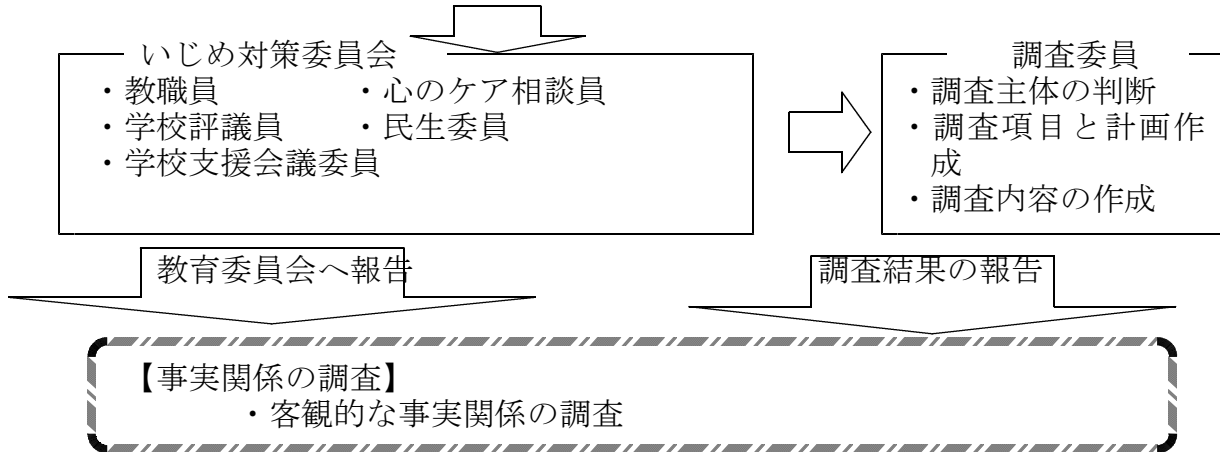 いじめ対策委員会
・教職員　　　・心のケア相談員
・学校評議員　　・民生委員
・学校支援会議委員
調査委員
・調査主体の判断
・調査項目と計画作
成
・調査内容の作成
教育委員会へ報告
調査結果の報告
【事実関係の調査】
・客観的な事実関係の調査